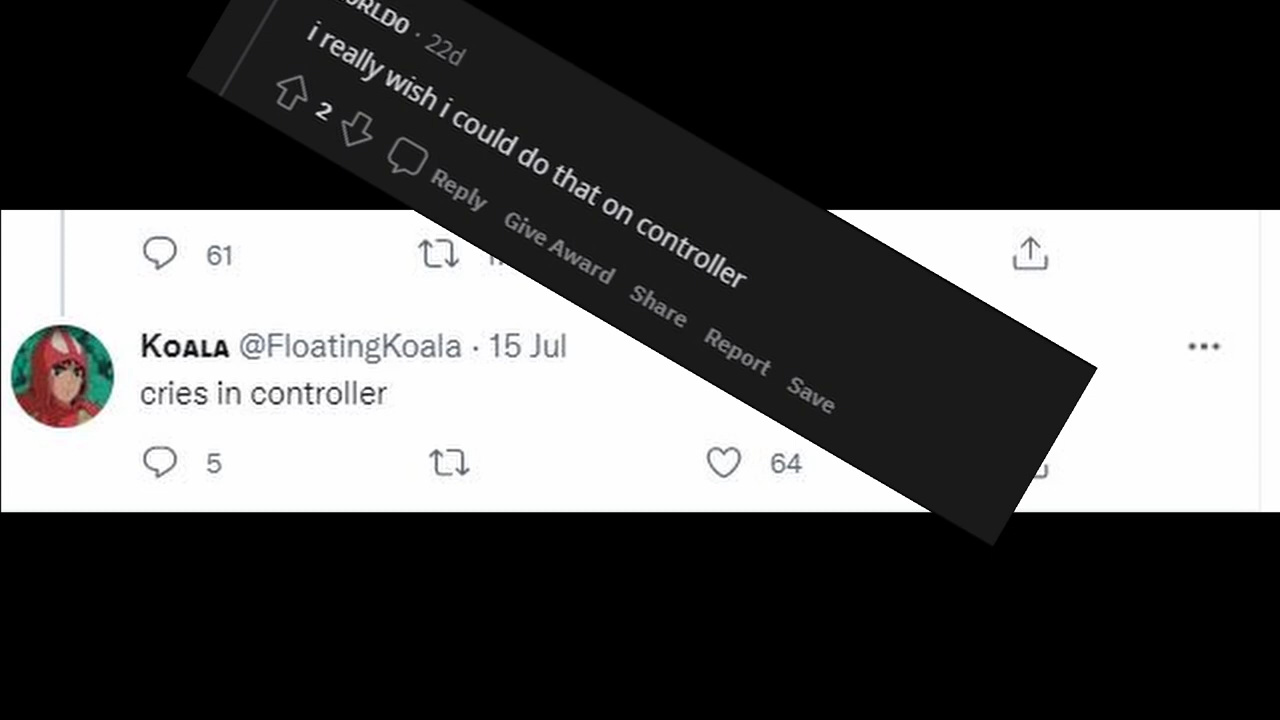 · 22d
i really wish i could do that on controller
2
Reply Give Award Share Report Save
61
Koala @FloatingKoala · 15 Jul
cries in controller
5 64